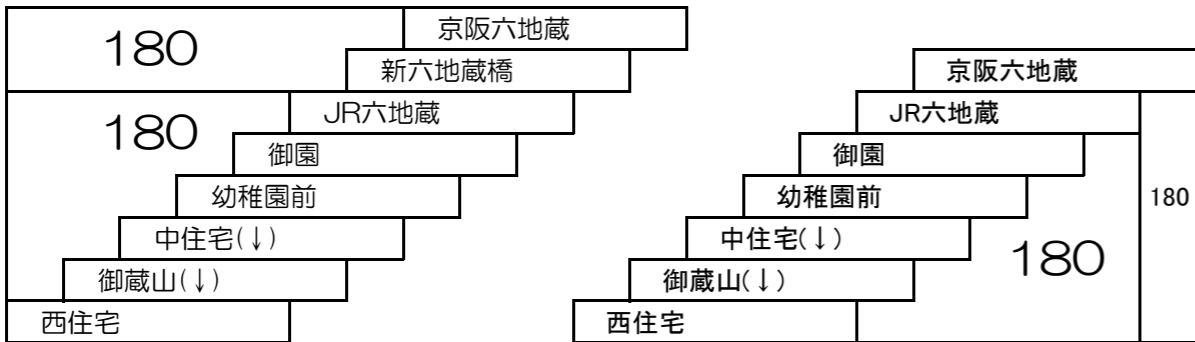 180
京阪六地蔵
新六地蔵橋
180
JR六地蔵
御園
幼稚園前
中住宅(↓)
御蔵山(↓)
西住宅
京阪六地蔵
JR六地蔵
御園
幼稚園前
中住宅(↓)
御蔵山(↓)
西住宅
180
180